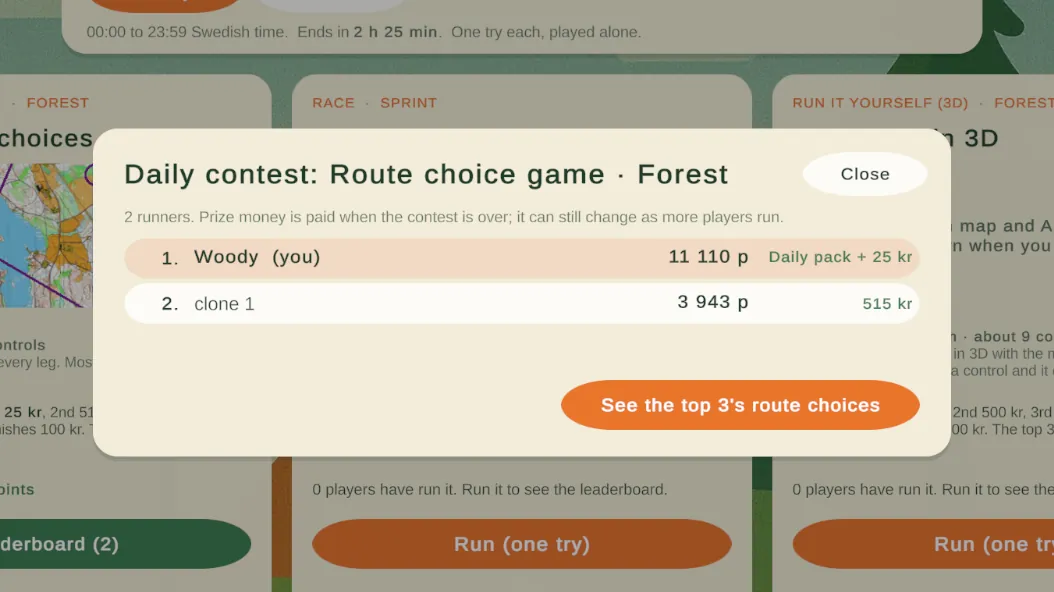 00:00 to 23:59 Swedish time. Ends in 2 h 25 min. One try each, played alone.
· FOREST
RACE · SPRINT
RUN IT YOURSELF (3D) · FOREST
choices
in 3D
Daily contest: Route choice game · Forest
Close
2 runners. Prize money is paid when the contest is over; it can still change as more players run.
1. Woody (you) 11 110 p Daily pack + 25 kr
2. clone 1 3 943 p 515 kr
See the top 3's route choices
map and A
n when you
ontrols
every leg. Mos
· about 9 co
in 3D with the m
a control and it
25 kr, 2nd 51
ishes 100 kr. T
2nd 500 kr, 3rd
00 kr. The top 3
oints
0 players have run it. Run it to see the leaderboard.
0 players have run it. Run it to see the
derboard (2)
Run (one try)
Run (one try